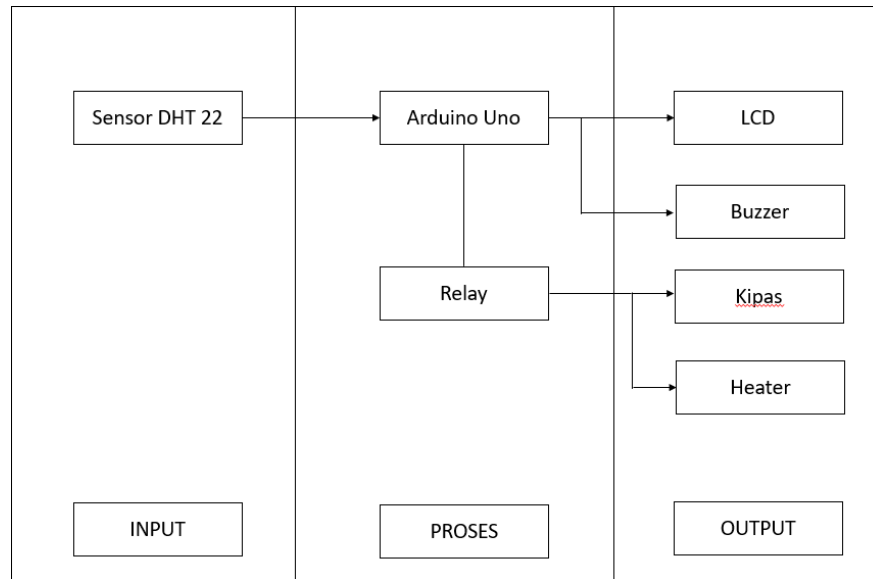 Sensor DHT 22
Arduino Uno
LCD
Buzzer
Relay
Kipas
Heater
INPUT
PROSES
OUTPUT